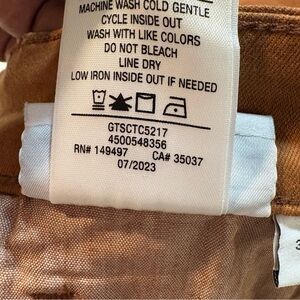 MACHINE WASH COLD GENTLE
CYCLE INSIDE OUT
WASH WITH LIKE COLORS
DO NOT BLEACH
LINE DRY
LOW IRON INSIDE OUT IF NEEDED
GTSCTC5217
4500548356
RN# 149497 CA# 35037
07/2023
3